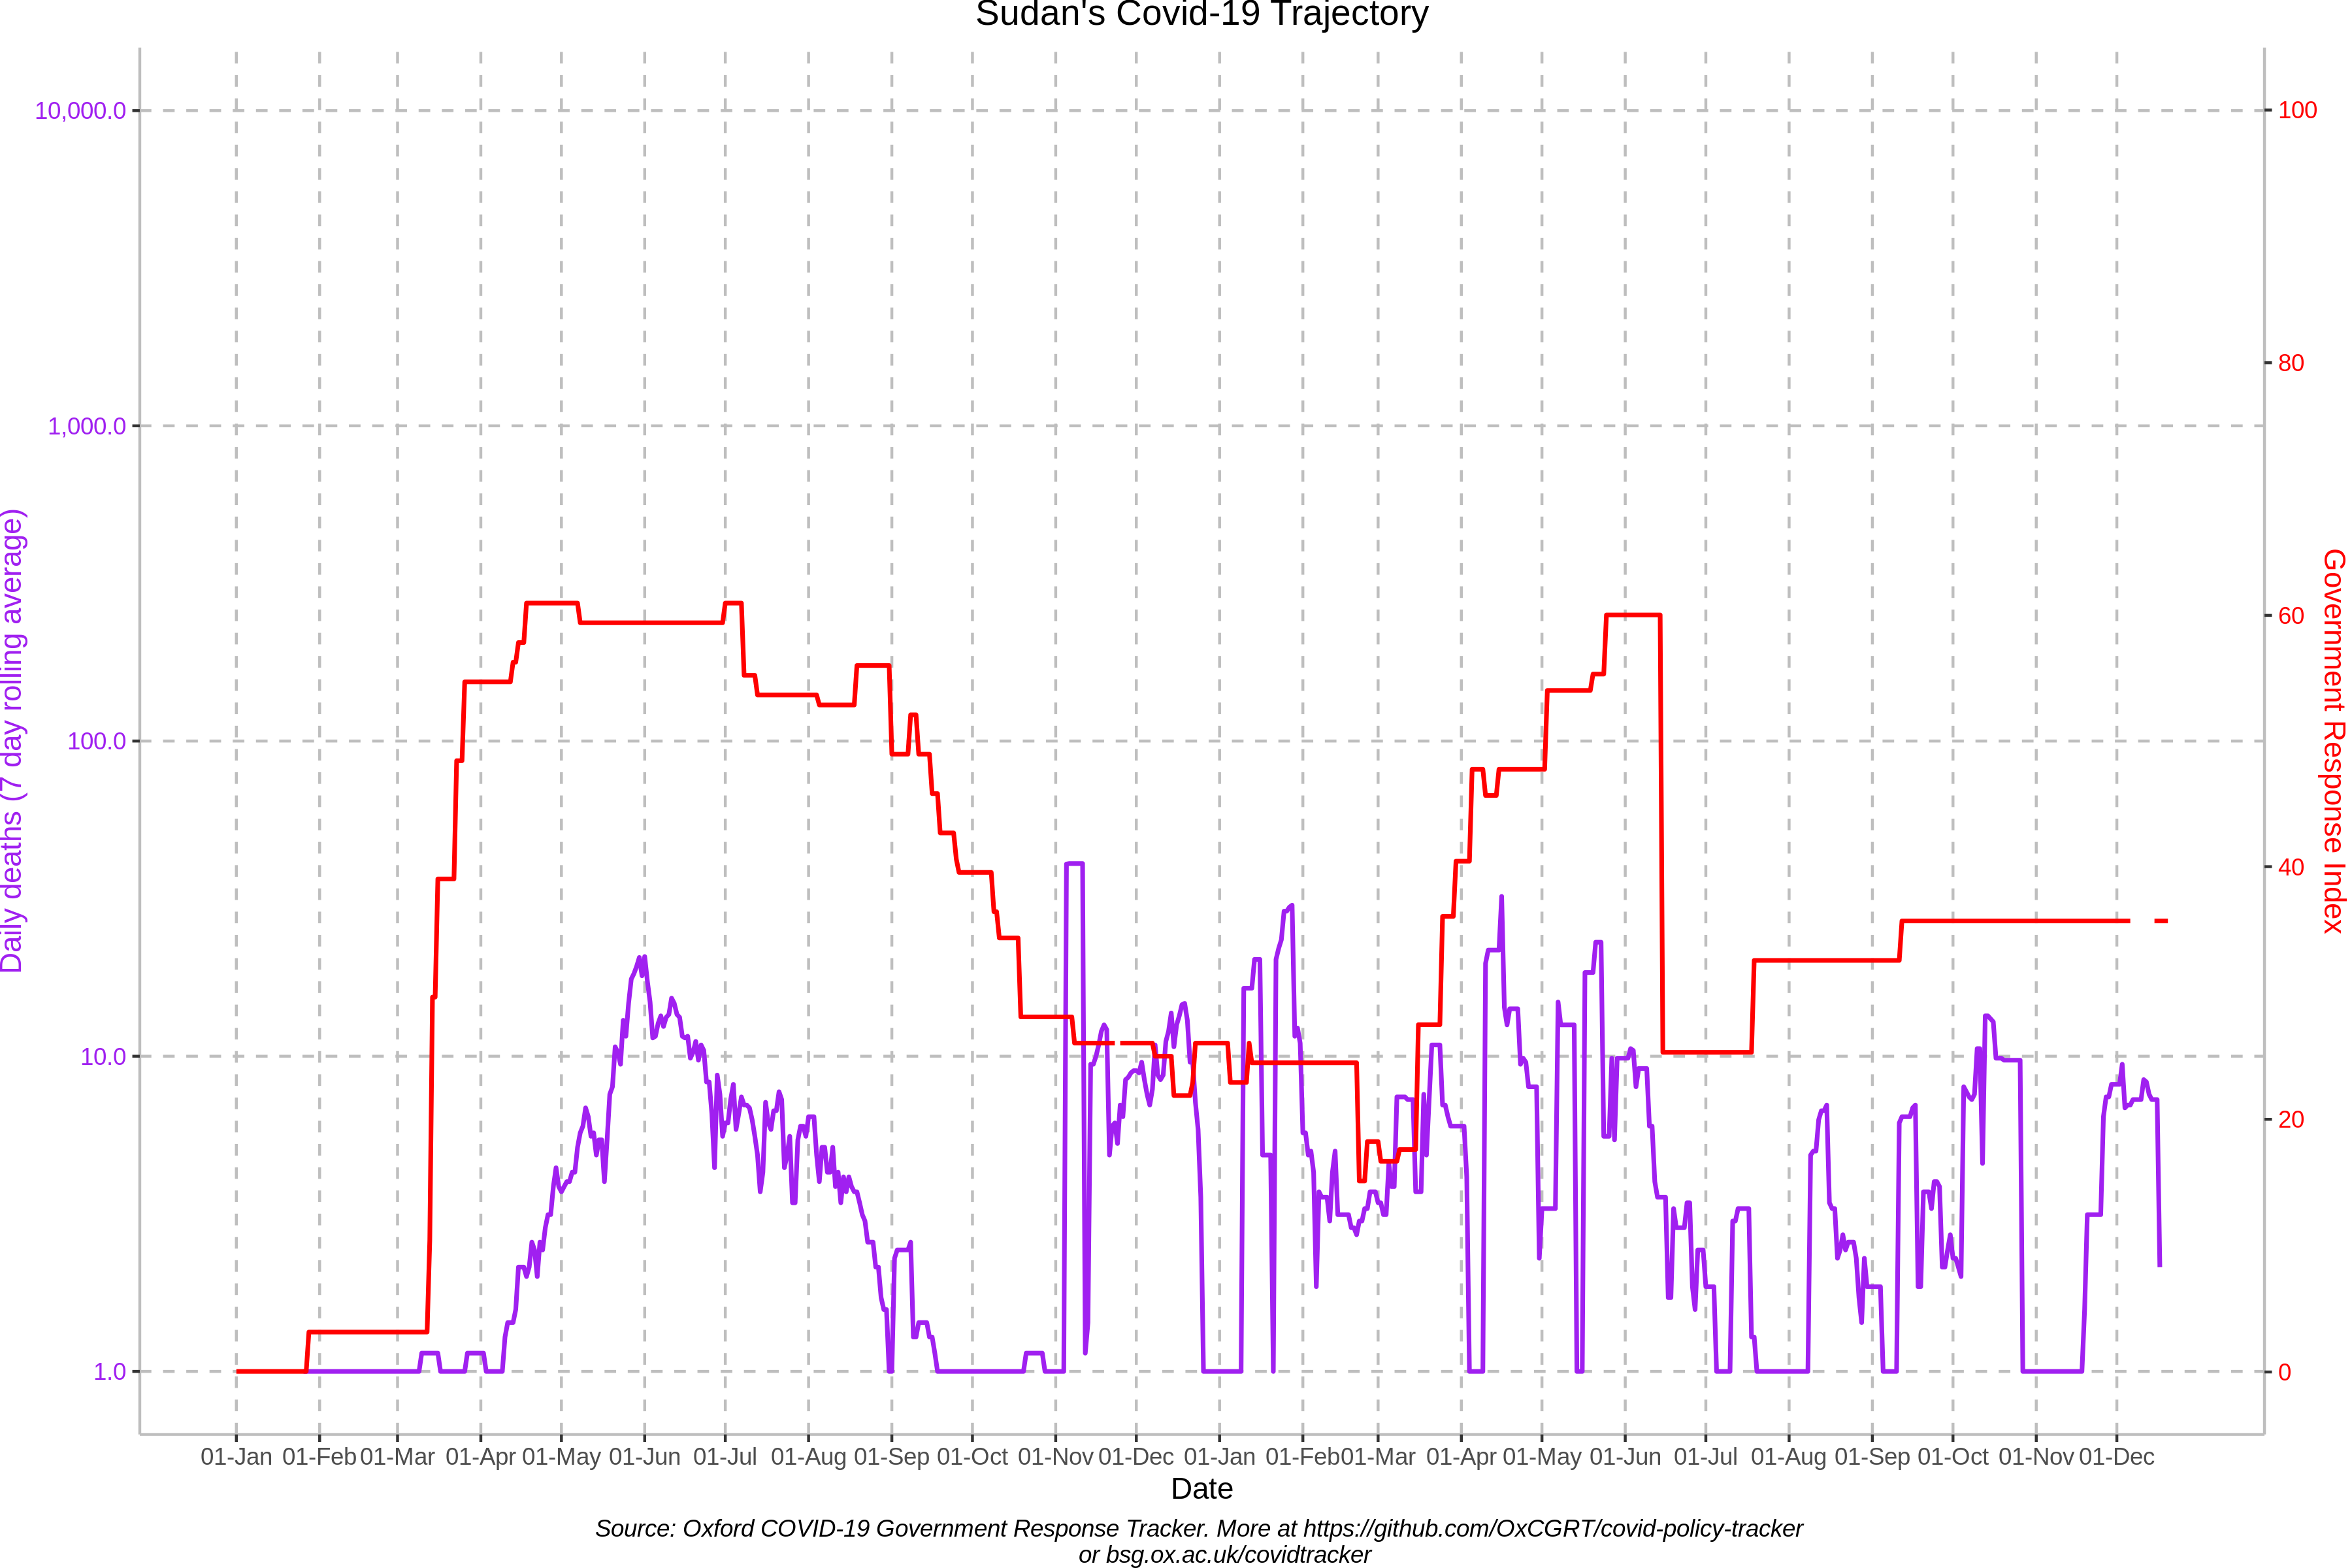 Sudan's Covid-19 Trajectory
10,000.0
1,000.0
100.0
10.0
1.0
Daily deaths (7 day rolling average)
100
80
60
40
20
0
Government Response Index
01-Jan 01-Feb 01-Mar 01-Apr 01-May 01-Jun 01-Jul 01-Aug 01-Sep 01-Oct 01-Nov 01-Dec 01-Jan 01-Feb 01-Mar 01-Apr 01-May 01-Jun 01-Jul 01-Aug 01-Sep 01-Oct 01-Nov 01-Dec
Date
Source: Oxford COVID-19 Government Response Tracker. More at https://github.com/OxCGRT/covid-policy-tracker
or bsg.ox.ac.uk/covidtracker